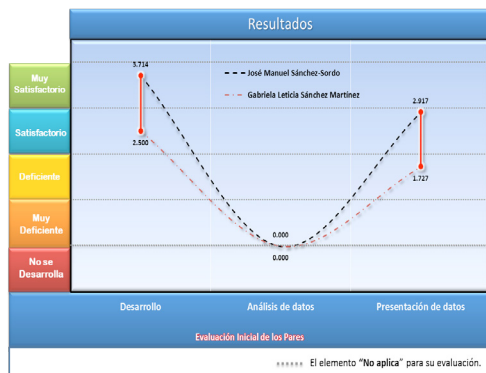 Resultados
Muy
Satisfactorio
Satisfactorio
Deficiente
Muy
Deficiente
No se
Desarrolla
3.714
2.500
José Manuel Sánchez-Sordo
Gabriela Leticia Sánchez Martínez
0.000
0.000
2.917
1.727
Desarrollo
Análisis de datos
Presentación de datos
Evaluación Inicial de los Pares
El elemento "No aplica" para su evaluación.